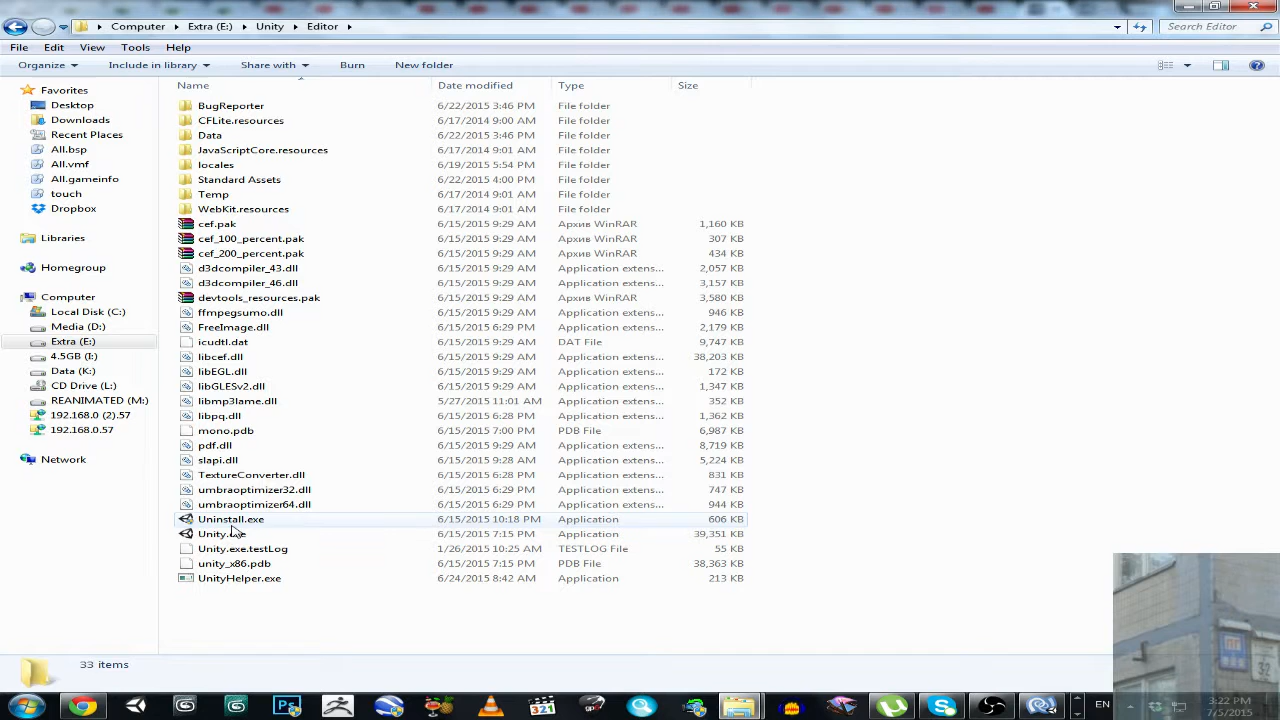 Computer Extra (E:) Unity Editor Search Editor
File Edit View Tools Help
Organize Include in library Share with Burn New folder
Name Date modified Type Size
Favorites
Desktop
Downloads
Recent Places
All.bsp
All.vmf
All.gameinfo
touch
Dropbox
Libraries
Homegroup
Computer
Local Disk (C:)
Media (D:)
Extra (E:)
4.5GB (I:)
Data (K:)
CD Drive (L:)
REANIMATED (M:)
192.168.0 (2).57
192.168.0.57
Network
BugReporter 6/22/2015 3:46 PM File folder
CFLite.resources 6/17/2014 9:00 AM File folder
Data 6/22/2015 3:46 PM File folder
JavaScriptCore.resources 6/17/2014 9:01 AM File folder
locales 6/19/2015 5:54 PM File folder
Standard Assets 6/22/2015 4:00 PM File folder
Temp 6/17/2014 9:01 AM File folder
WebKit.resources 6/17/2014 9:01 AM File folder
cef.pak 6/15/2015 9:29 AM Архив WinRAR 1,160 KB
cef_100_percent.pak 6/15/2015 9:29 AM Архив WinRAR 307 KB
cef_200_percent.pak 6/15/2015 9:29 AM Архив WinRAR 434 KB
d3dcompiler_43.dll 6/15/2015 9:29 AM Application extens... 2,057 KB
d3dcompiler_46.dll 6/15/2015 9:29 AM Application extens... 3,157 KB
devtools_resources.pak 6/15/2015 9:29 AM Архив WinRAR 3,580 KB
ffmpegsumo.dll 6/15/2015 9:29 AM Application extens... 946 KB
FreeImage.dll 6/15/2015 6:28 PM Application extens... 2,179 KB
icudtl.dat 6/15/2015 9:29 AM DAT File 9,747 KB
libcef.dll 6/15/2015 9:29 AM Application extens... 38,203 KB
libEGL.dll 6/15/2015 9:29 AM Application extens... 172 KB
libGLESv2.dll 6/15/2015 9:29 AM Application extens... 1,347 KB
libmp3lame.dll 5/27/2015 11:01 AM Application extens... 352 KB
libpq.dll 6/15/2015 6:28 PM Application extens... 1,362 KB
mono.pdb 6/15/2015 7:00 PM PDB File 6,987 KB
pdf.dll 6/15/2015 9:29 AM Application extens... 8,719 KB
slapi.dll 6/15/2015 9:28 AM Application extens... 5,224 KB
TextureConverter.dll 6/15/2015 6:28 PM Application extens... 831 KB
umbraoptimizer32.dll 6/15/2015 6:29 PM Application extens... 747 KB
umbraoptimizer64.dll 6/15/2015 6:29 PM Application extens... 944 KB
Uninstall.exe 6/15/2015 10:18 PM Application 606 KB
Unity.exe 6/15/2015 7:15 PM Application 39,351 KB
Unity.exe.testLog 1/26/2015 10:25 AM TESTLOG File 55 KB
unity_x86.pdb 6/15/2015 7:15 PM PDB File 38,363 KB
UnityHelper.exe 6/24/2015 8:42 AM Application 213 KB
33 items
32
Ps 321 EN 3:22 PM
7/5/2015